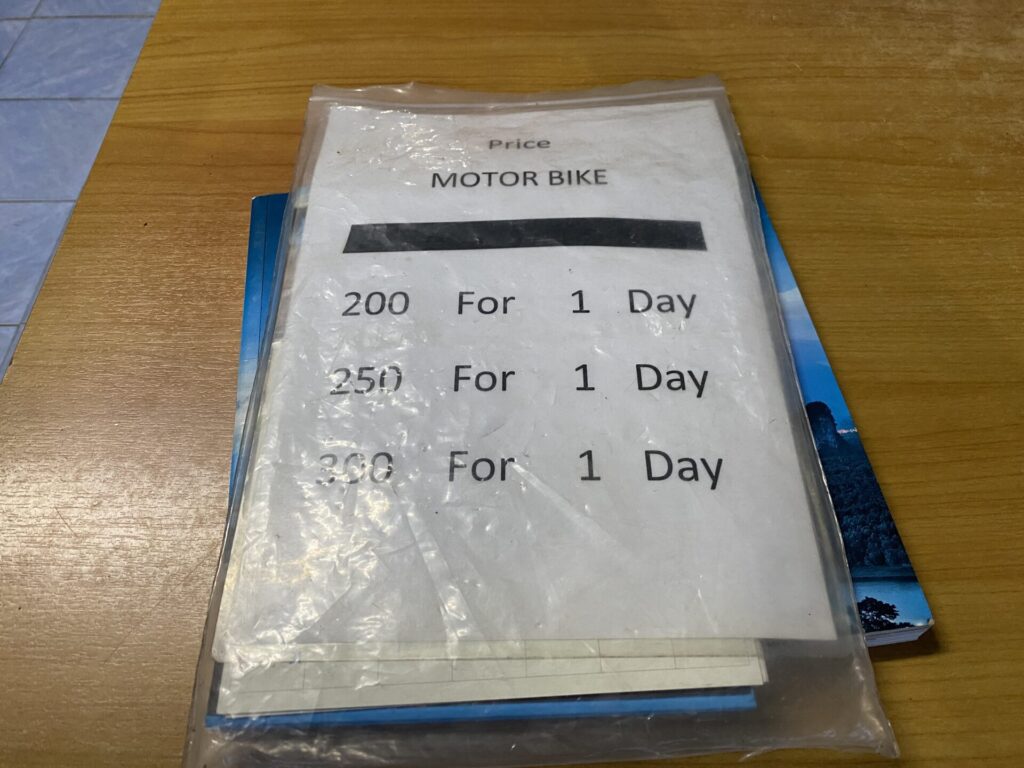 Price
MOTOR BIKE
200 For 1 Day
250 For 1 Day
300 For 1 Day